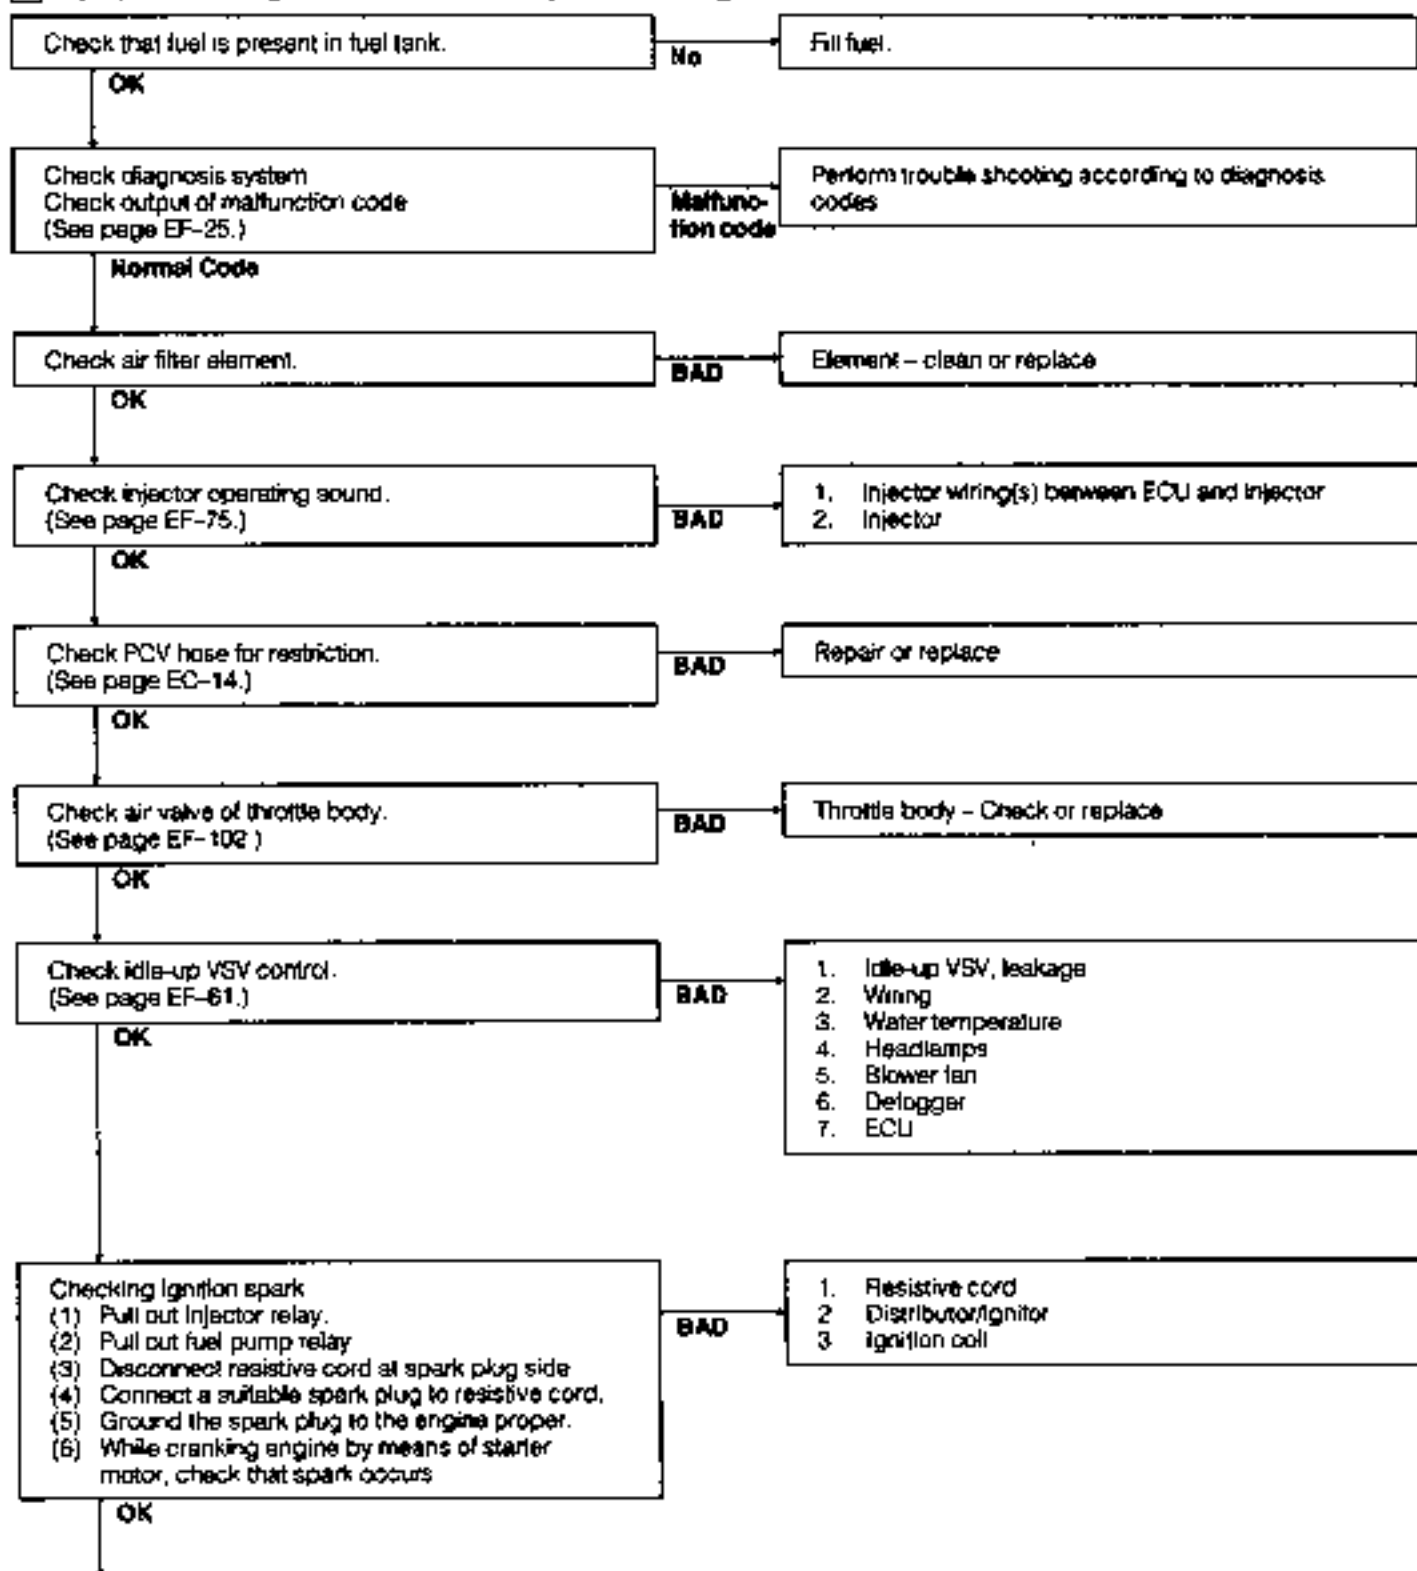 Check that fuel is present in fuel tank.
No
Fill fuel.
OK
Check diagnosis system
Check output of malfunction code
(See page EF-25.)
Malfunc-
tion code
Perform trouble shooting according to diagnosis
codes
Normal Code
Check air filter element.
BAD
Element – clean or replace
OK
Check injector operating sound.
(See page EF-75.)
BAD
1. Injector wiring(s) between ECU and Injector
2. Injector
OK
Check PCV hose for restriction.
(See page EC-14.)
BAD
Repair or replace
OK
Check air valve of throttle body.
(See page EF-102 )
BAD
Throttle body – Check or replace
OK
Check idle-up VSV control.
(See page EF-61.)
BAD
1. Idle-up VSV, leakage
2. Wiring
3. Water temperature
4. Headlamps
5. Blower fan
6. Defogger
7. ECU
OK
Checking ignition spark
(1) Pull out injector relay.
(2) Pull out fuel pump relay
(3) Disconnect resistive cord at spark plug side
(4) Connect a suitable spark plug to resistive cord.
(5) Ground the spark plug to the engine proper.
(6) While cranking engine by means of starter
motor, check that spark occurs
BAD
1. Resistive cord
2 Distributor/Ignitor
3 Ignition coil
OK